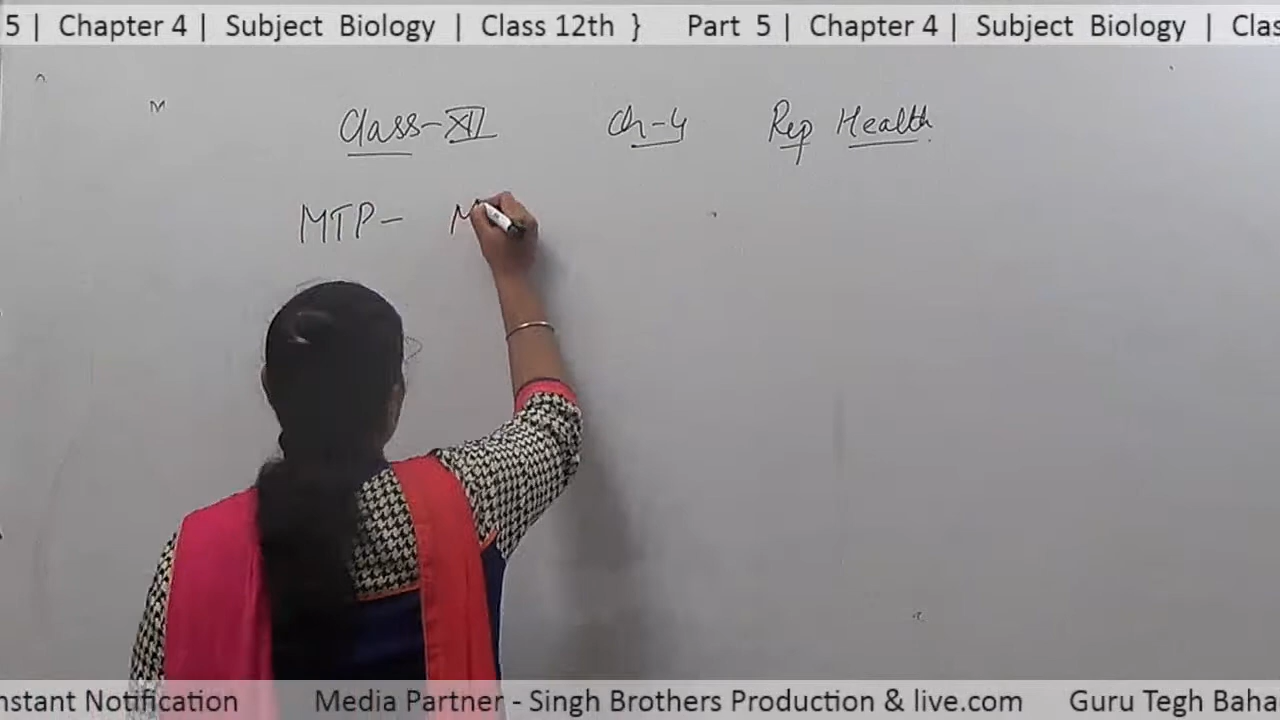 5 | Chapter 4 | Subject Biology | Class 12th } Part 5 | Chapter 4 | Subject Biology | Clas
M
Class-XII Ch-4 Rep Health
MTP- M
nstant Notification Media Partner - Singh Brothers Production & live.com Guru Tegh Baha